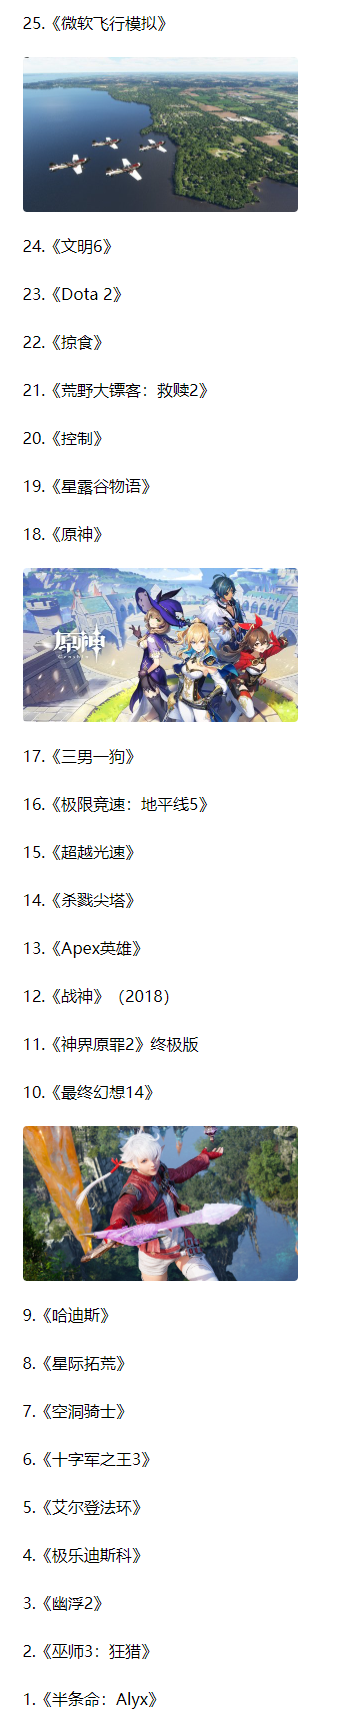 25.《微软飞行模拟》
24.《文明6》
23.《Dota 2》
22.《掠食》
21.《荒野大镖客：救赎2》
20.《控制》
19.《星露谷物语》
18.《原神》
原神
17.《三男一狗》
16.《极限竞速：地平线5》
15.《超越光速》
14.《杀戮尖塔》
13.《Apex英雄》
12.《战神》（2018）
11.《神界原罪2》终极版
10.《最终幻想14》
9.《哈迪斯》
8.《星际拓荒》
7.《空洞骑士》
6.《十字军之王3》
5.《艾尔登法环》
4.《极乐迪斯科》
3.《幽浮2》
2.《巫师3：狂猎》
1.《半条命：Alyx》